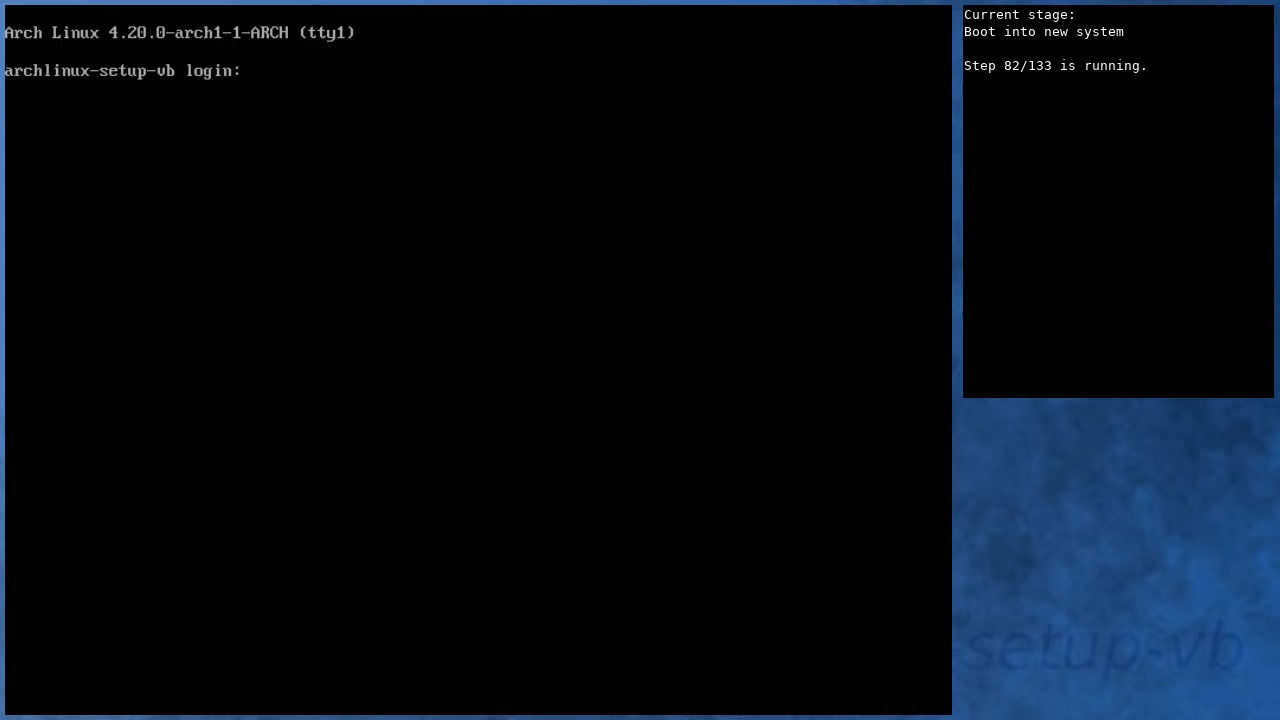 Arch Linux 4.20.0-arch1-1-ARCH (tty1)
archlinux-setup-vb login:
Current stage:
Boot into new system
Step 82/133 is running.
setup-vb